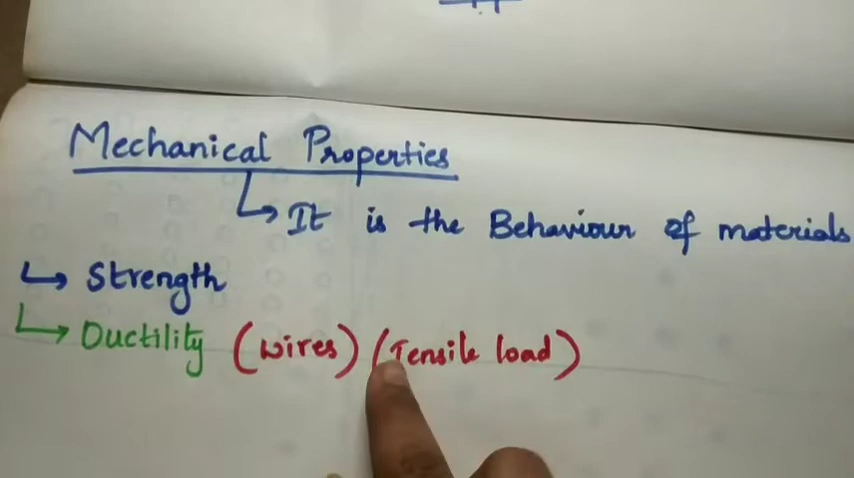 Mechanical Properties
↳ It is the Behaviour of materials
↳ Strength
↳ Ductility (wires) (Tensile load)